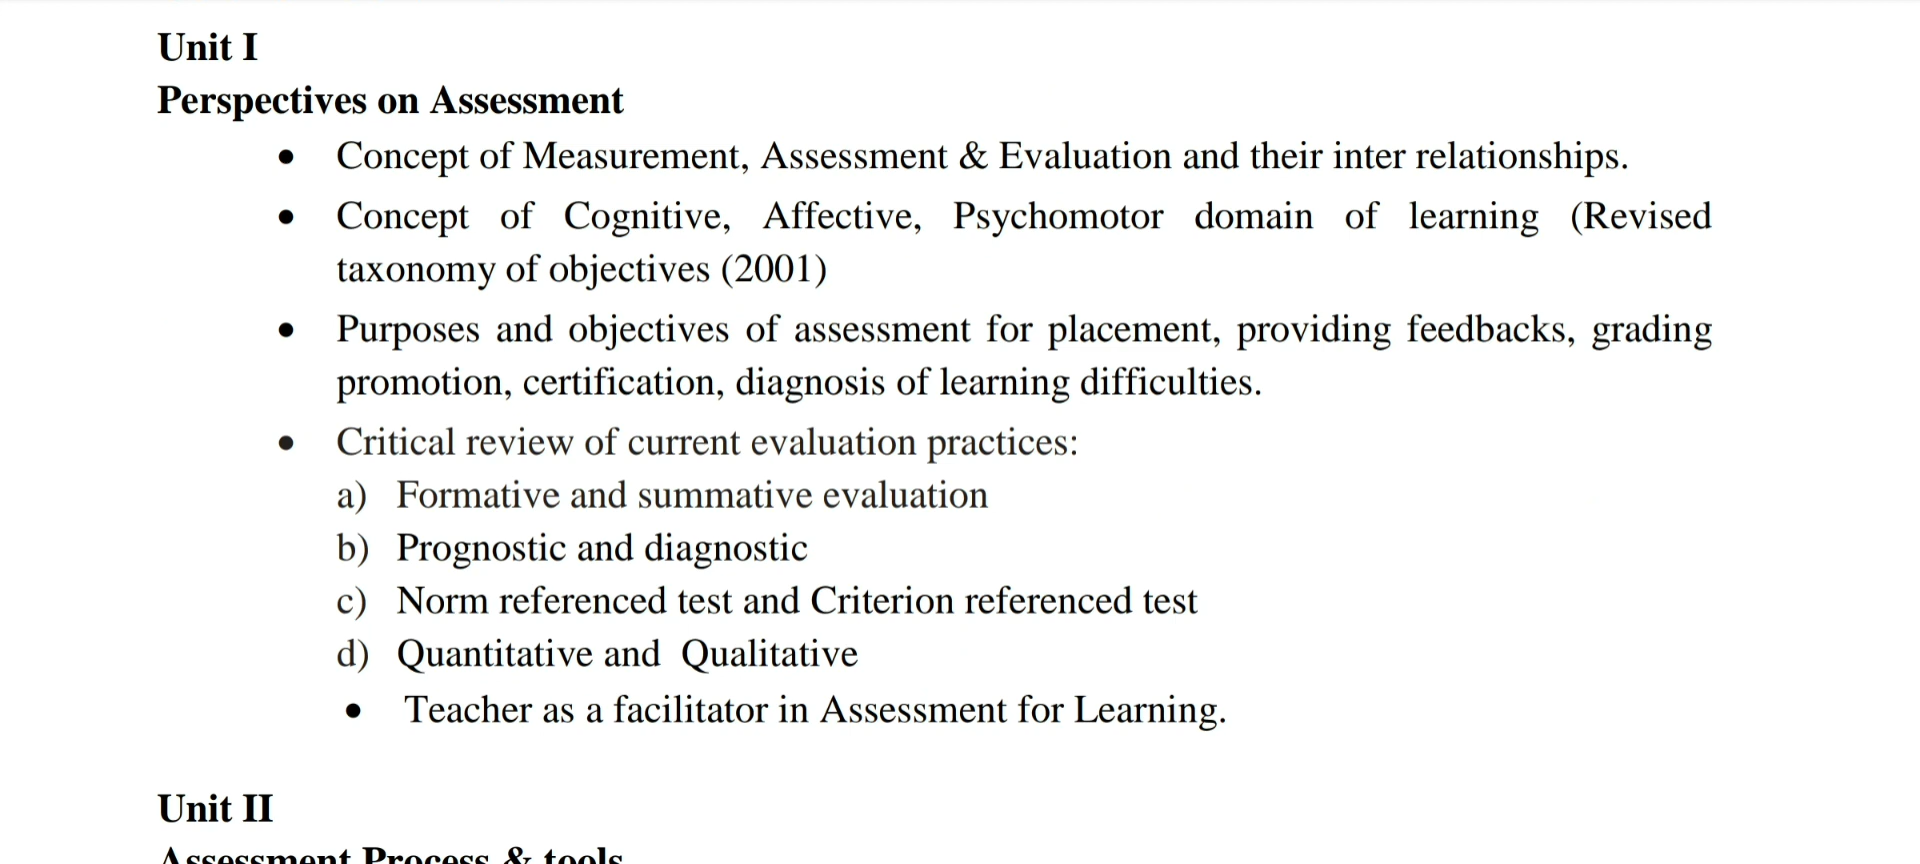 Unit I
Perspectives on Assessment
• Concept of Measurement, Assessment & Evaluation and their inter relationships.
• Concept of Cognitive, Affective, Psychomotor domain of learning (Revised
taxonomy of objectives (2001)
• Purposes and objectives of assessment for placement, providing feedbacks, grading
promotion, certification, diagnosis of learning difficulties.
• Critical review of current evaluation practices:
a) Formative and summative evaluation
b) Prognostic and diagnostic
c) Norm referenced test and Criterion referenced test
d) Quantitative and Qualitative
• Teacher as a facilitator in Assessment for Learning.
Unit II
Assessment Process & tools